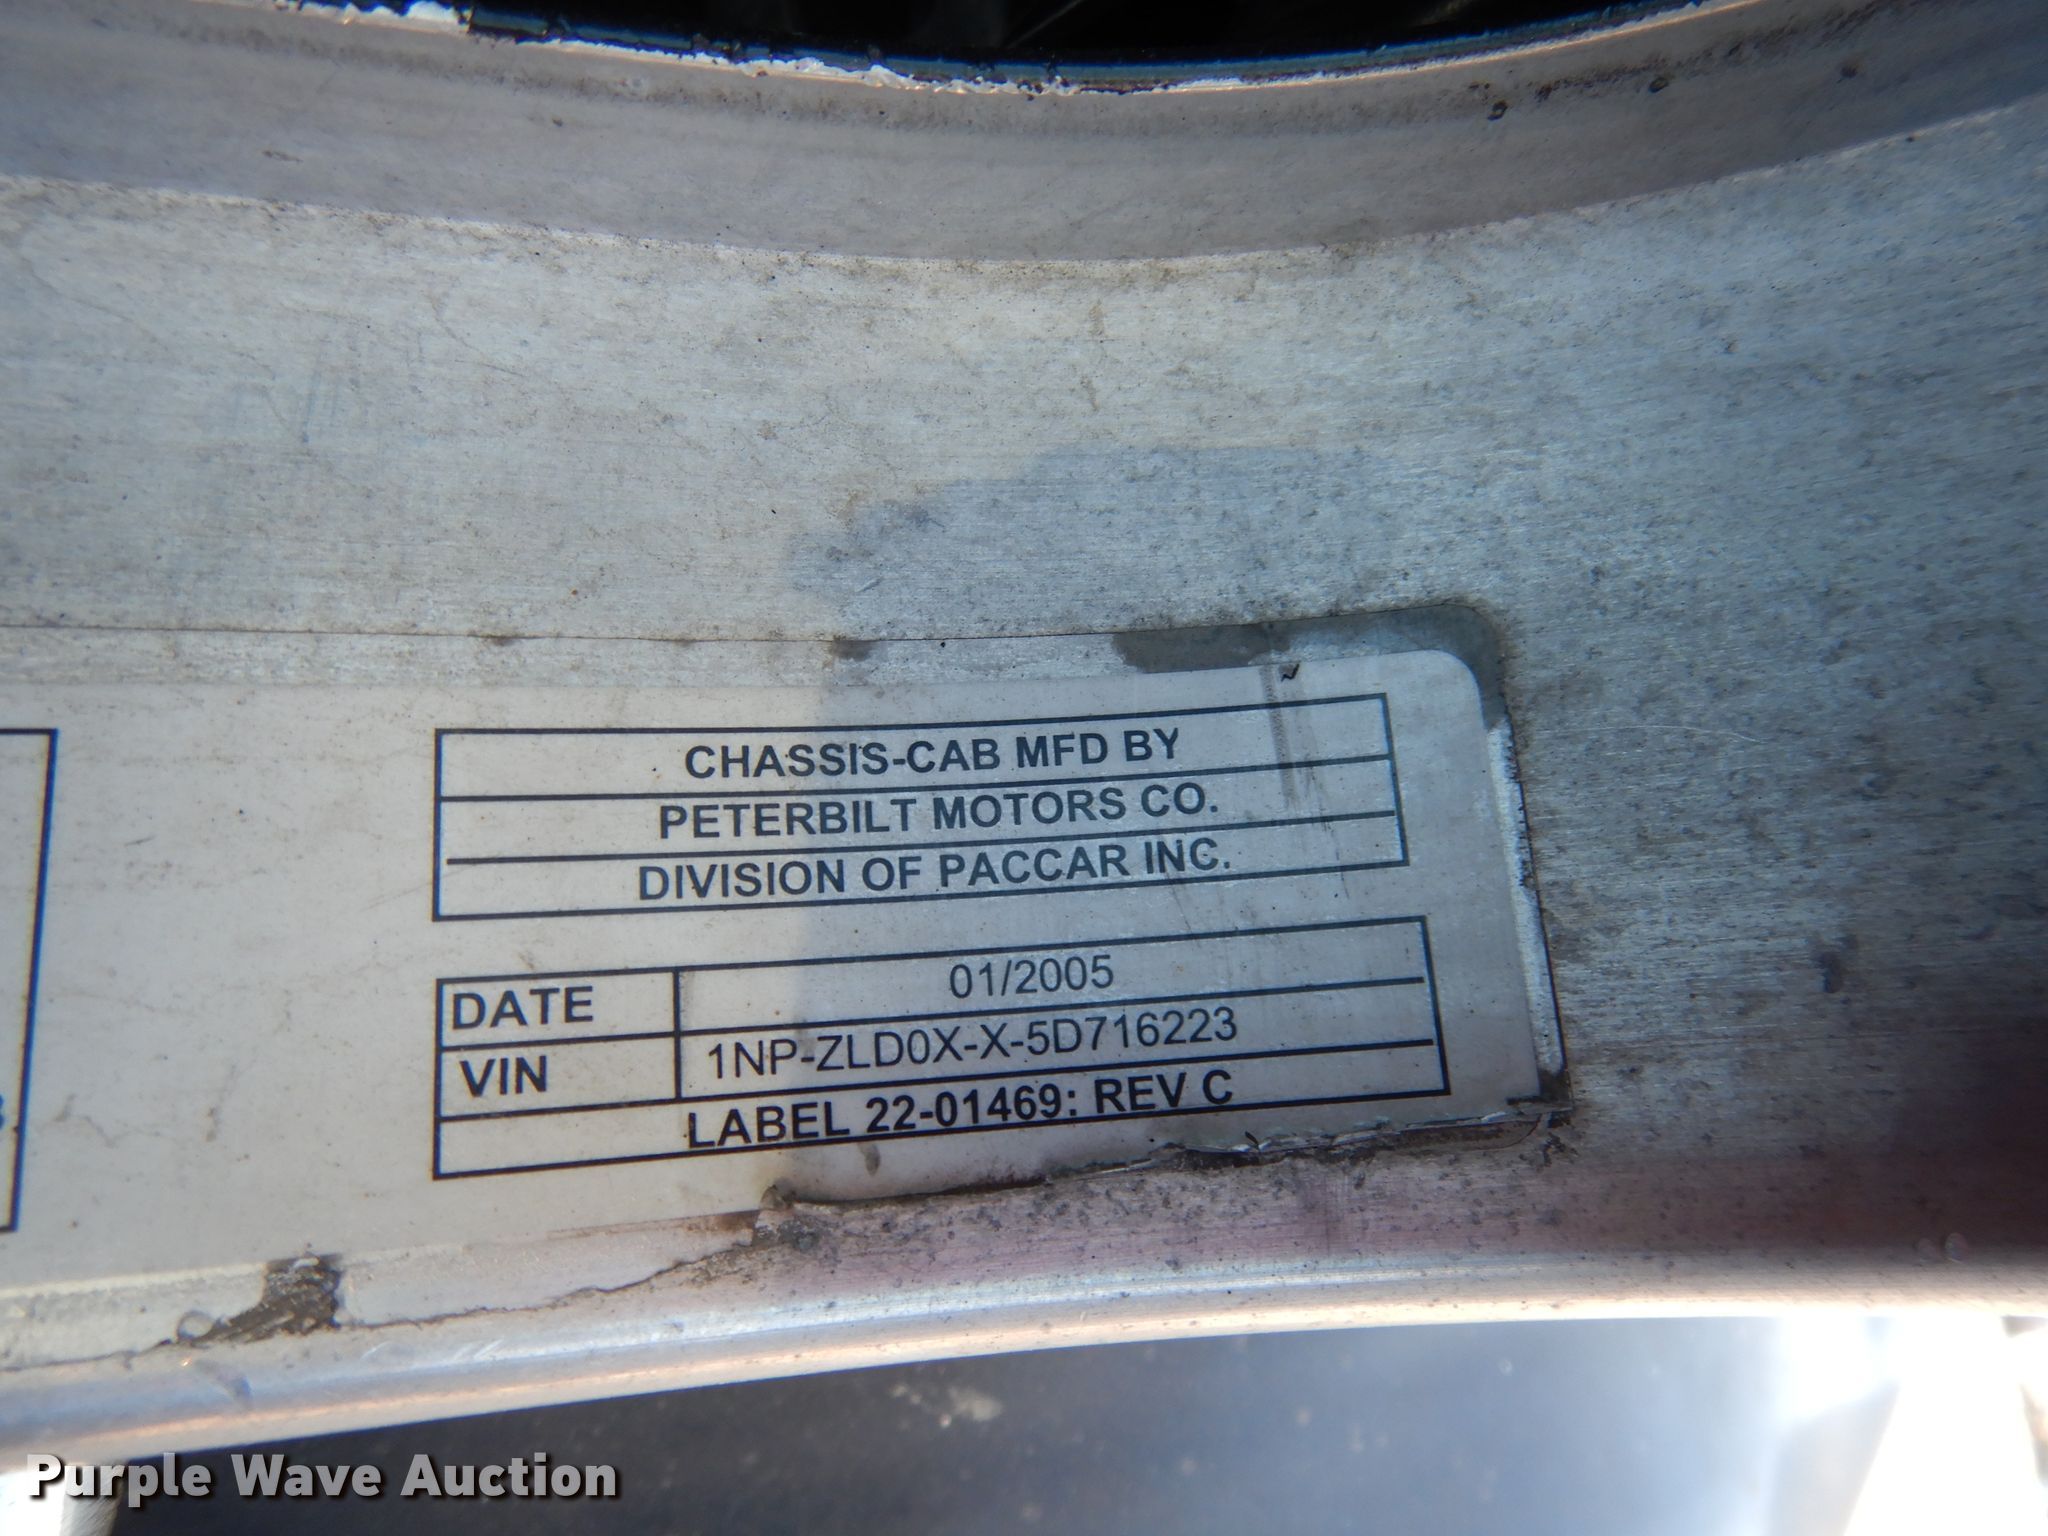 CHASSIS-CAB MFD BY
PETERBILT MOTORS CO.
DIVISION OF PACCAR INC.
DATE 01/2005
VIN 1NP-ZLD0X-X-5D716223
LABEL 22-01469: REV C
Purple Wave Auction